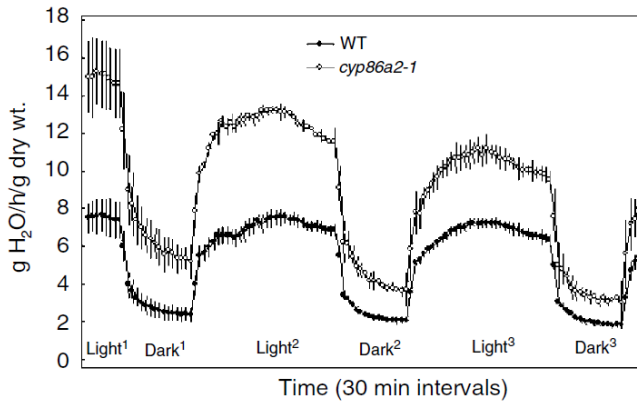 18
16
14
12
10
8
6
4
2
0
g H₂O/h/g dry wt.
WT
cyp86a2-1
Light¹ Dark¹ Light² Dark² Light³ Dark³
Time (30 min intervals)